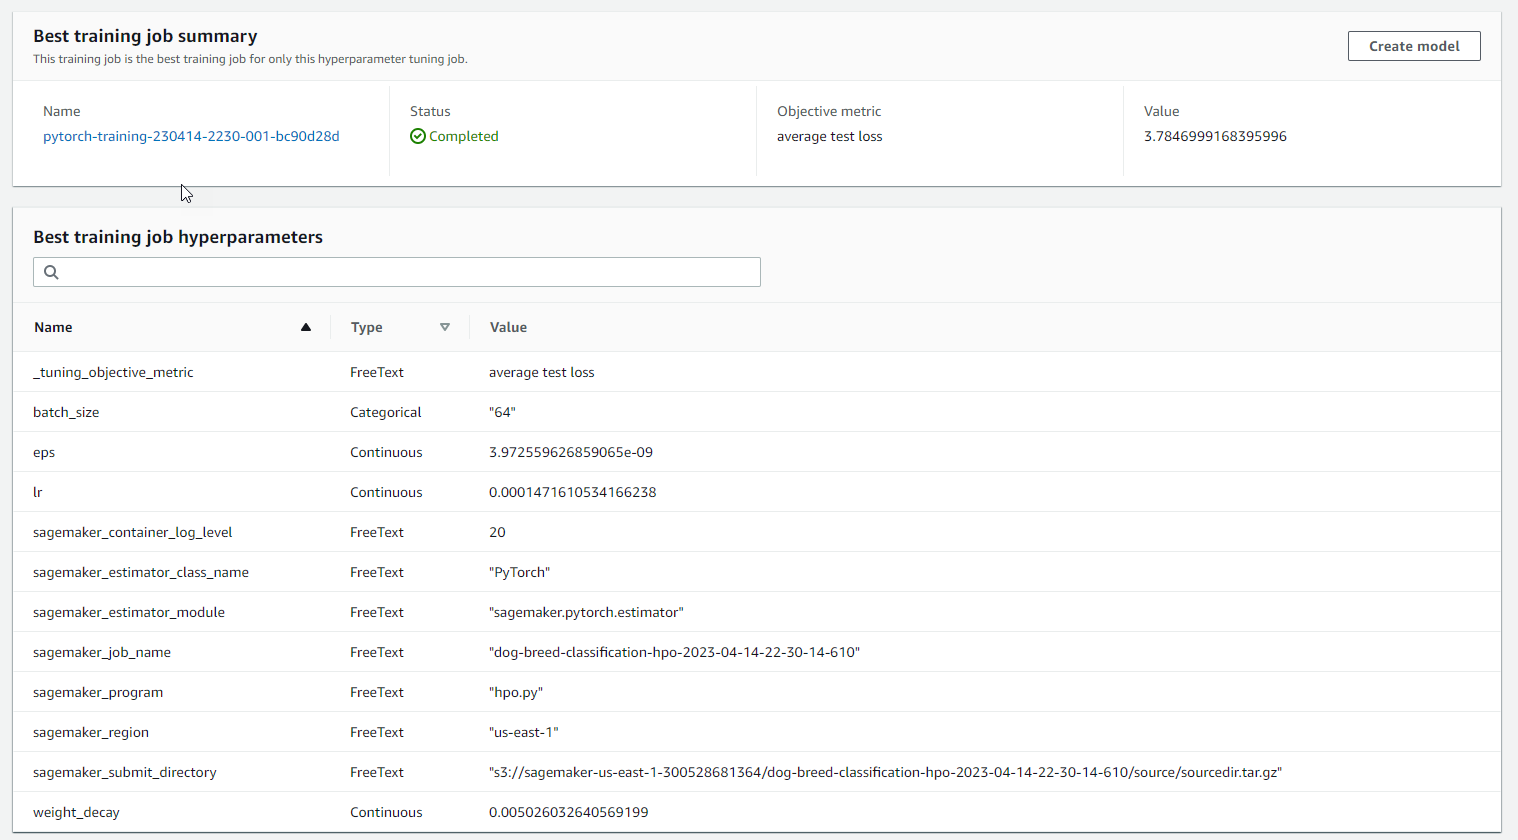 Best training job summary
This training job is the best training job for only this hyperparameter tuning job.
Create model
Name Status Objective metric Value
pytorch-training-230414-2230-001-bc90d28d Completed average test loss 3.7846999168395996
Best training job hyperparameters
Name Type Value
_tuning_objective_metric FreeText average test loss
batch_size Categorical "64"
eps Continuous 3.972559626859065e-09
lr Continuous 0.0001471610534166238
sagemaker_container_log_level FreeText 20
sagemaker_estimator_class_name FreeText "PyTorch"
sagemaker_estimator_module FreeText "sagemaker.pytorch.estimator"
sagemaker_job_name FreeText "dog-breed-classification-hpo-2023-04-14-22-30-14-610"
sagemaker_program FreeText "hpo.py"
sagemaker_region FreeText "us-east-1"
sagemaker_submit_directory FreeText "s3://sagemaker-us-east-1-300528681364/dog-breed-classification-hpo-2023-04-14-22-30-14-610/source/sourcedir.tar.gz"
weight_decay Continuous 0.005026032640569199